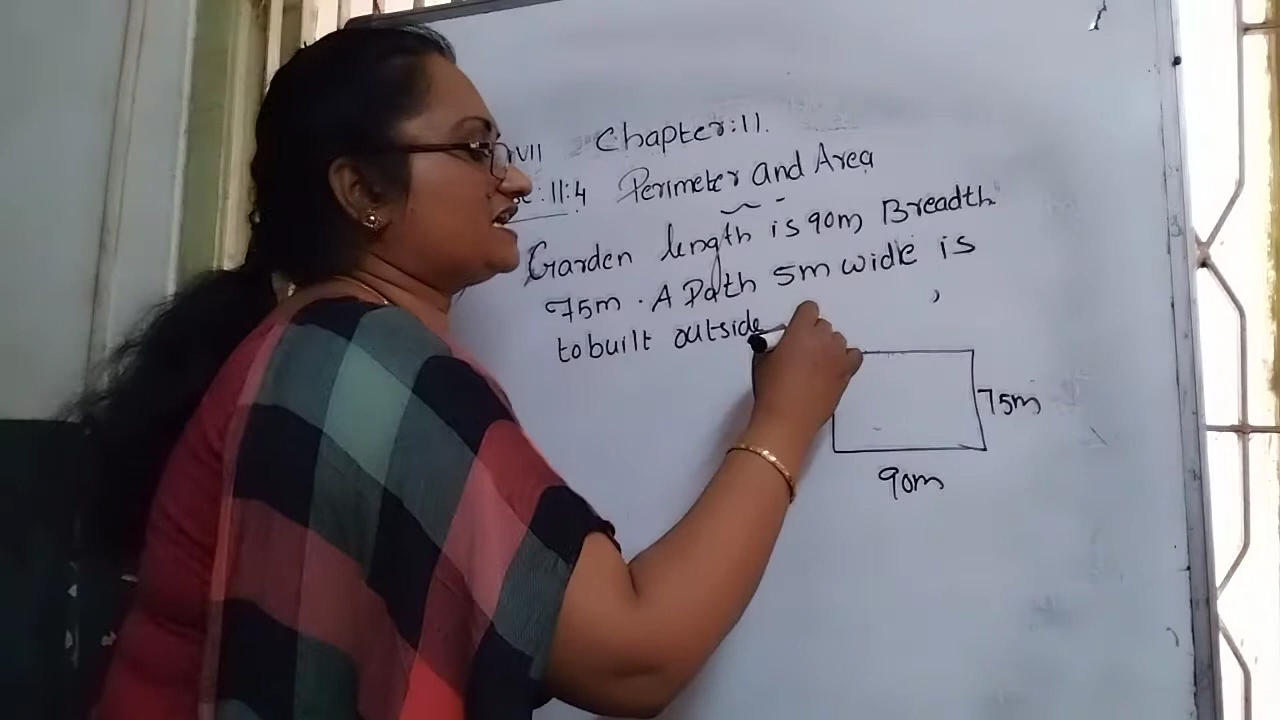 VII Chapter:11.
: 11:4 Perimeter and Area
Garden length is 90m Breadth
75m . A Path 5m wide is
to built outside
75m
90m